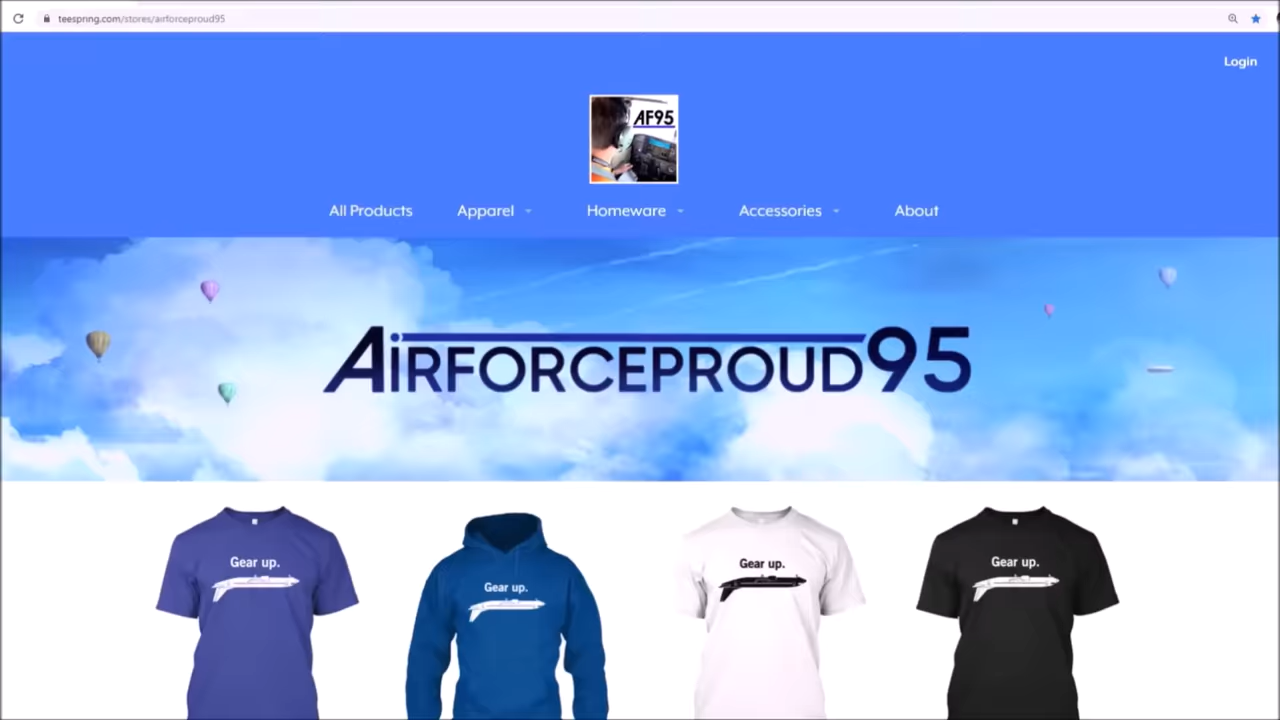 teespring.com/stores/airforceproud95
Login
AF95
All Products Apparel Homeware Accessories About
AIRFORCEPROUD95
Gear up. Gear up. Gear up. Gear up.